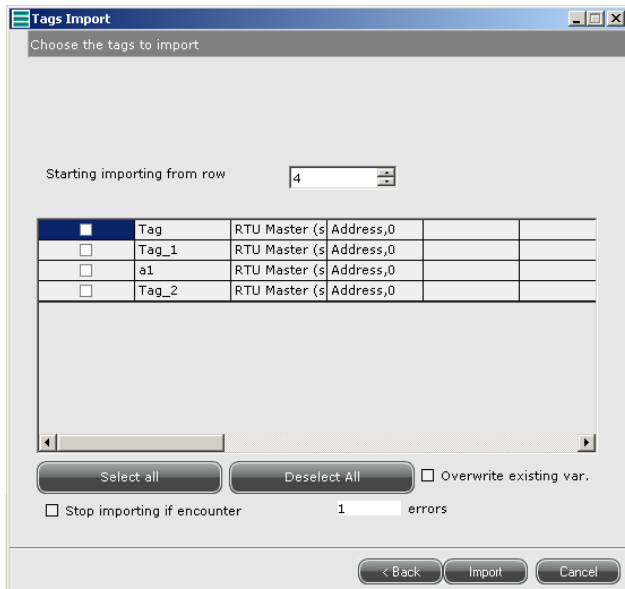 Tags Import
Choose the tags to import
Starting importing from row 4
Tag RTU Master (s Address,0
Tag_1 RTU Master (s Address,0
a1 RTU Master (s Address,0
Tag_2 RTU Master (s Address,0
Select all Deselect All Overwrite existing var.
Stop importing if encounter 1 errors
< Back Import Cancel